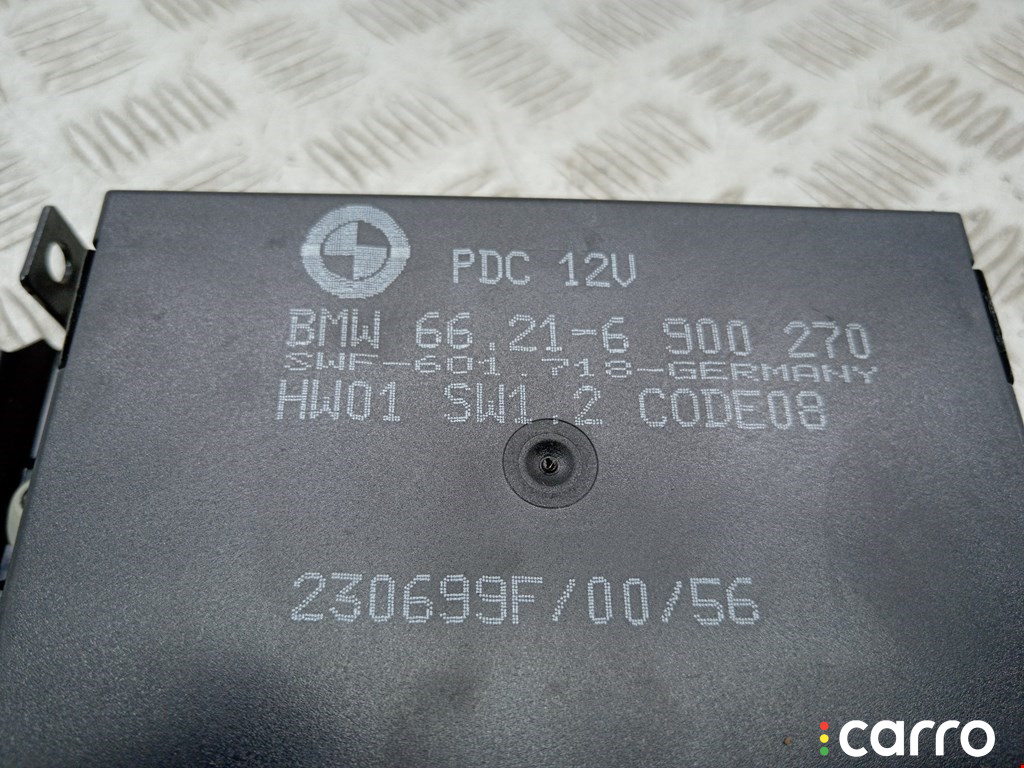 PDC 12V
BMW 66.21-6 900 270
SWF-601.718-GERMANY
HW01 SW1.2 CODE08
230699F/00/56
carro